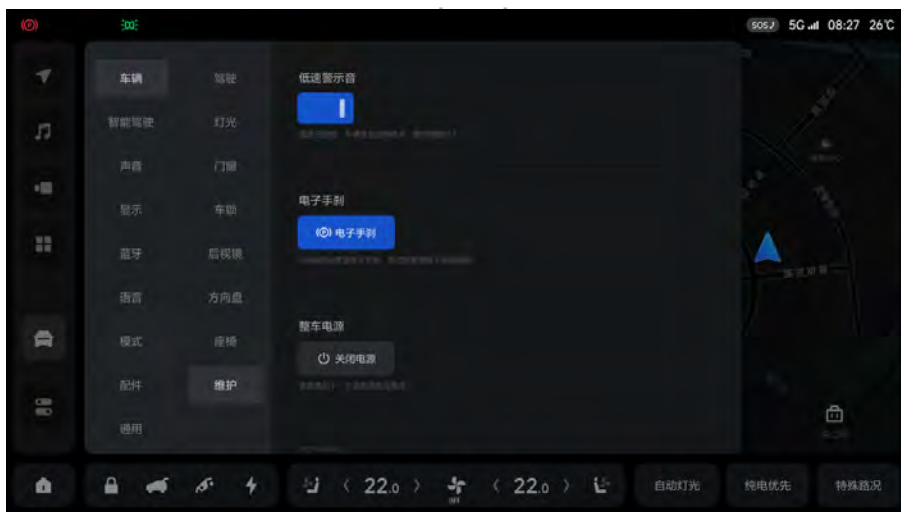 SOS 5G 08:27 26℃
车辆 驾驶
智能驾驶 灯光
声音 门窗
显示 车锁
蓝牙 后视镜
语言 方向盘
模式 座椅
配件 维护
通用
低速警示音
电子手刹
(P) 电子手刹
整车电源
关闭电源
22.0 OFF 22.0
自动灯光 纯电优先 特殊路况